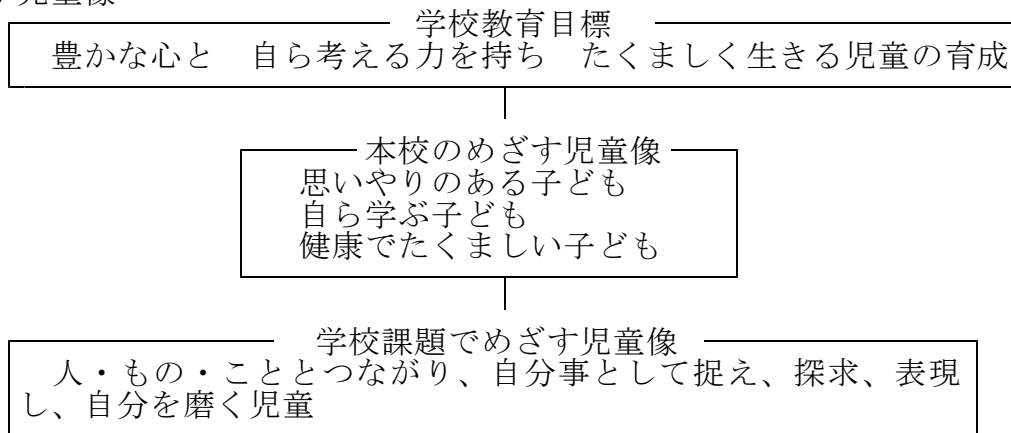 児童像
学校教育目標
豊かな心と　自ら考える力を持ち　たくましく生きる児童の育成
本校のめざす児童像
思いやりのある子ども
自ら学ぶ子ども
健康でたくましい子ども
学校課題でめざす児童像
人・もの・こととつながり、自分事として捉え、探求、表現
し、自分を磨く児童